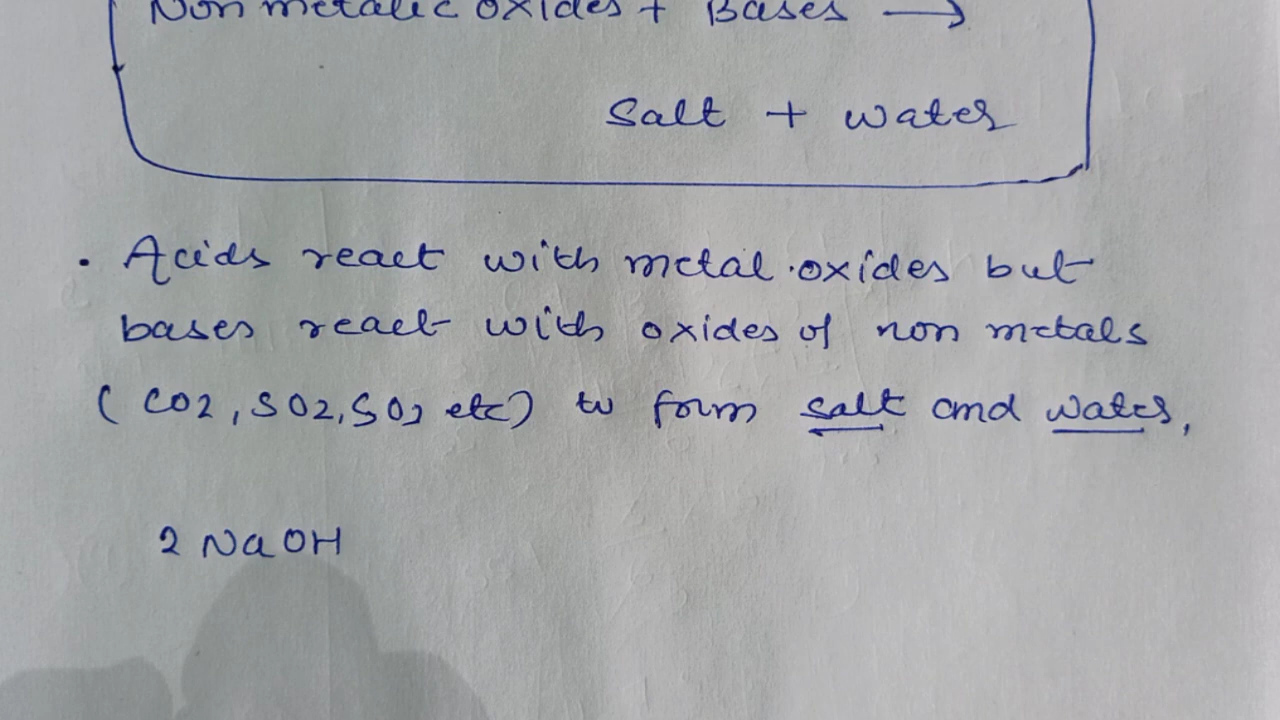 Non metallic oxides + Bases →
Salt + water
. Acids react with metal oxides but
bases react with oxides of non metals
( CO2, SO2, SO3 etc) to form salt and water,
2 NaOH